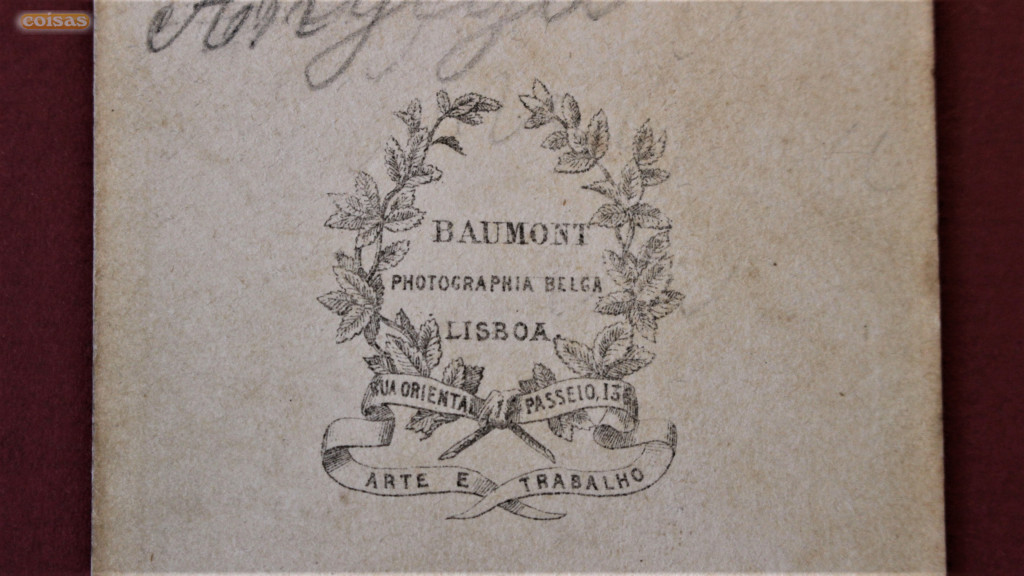 coisas
BAUMONT
PHOTOGRAPHIA BELGA
LISBOA.
RUA ORIENTAL PASSEIO, 13
ARTE E TRABALHO